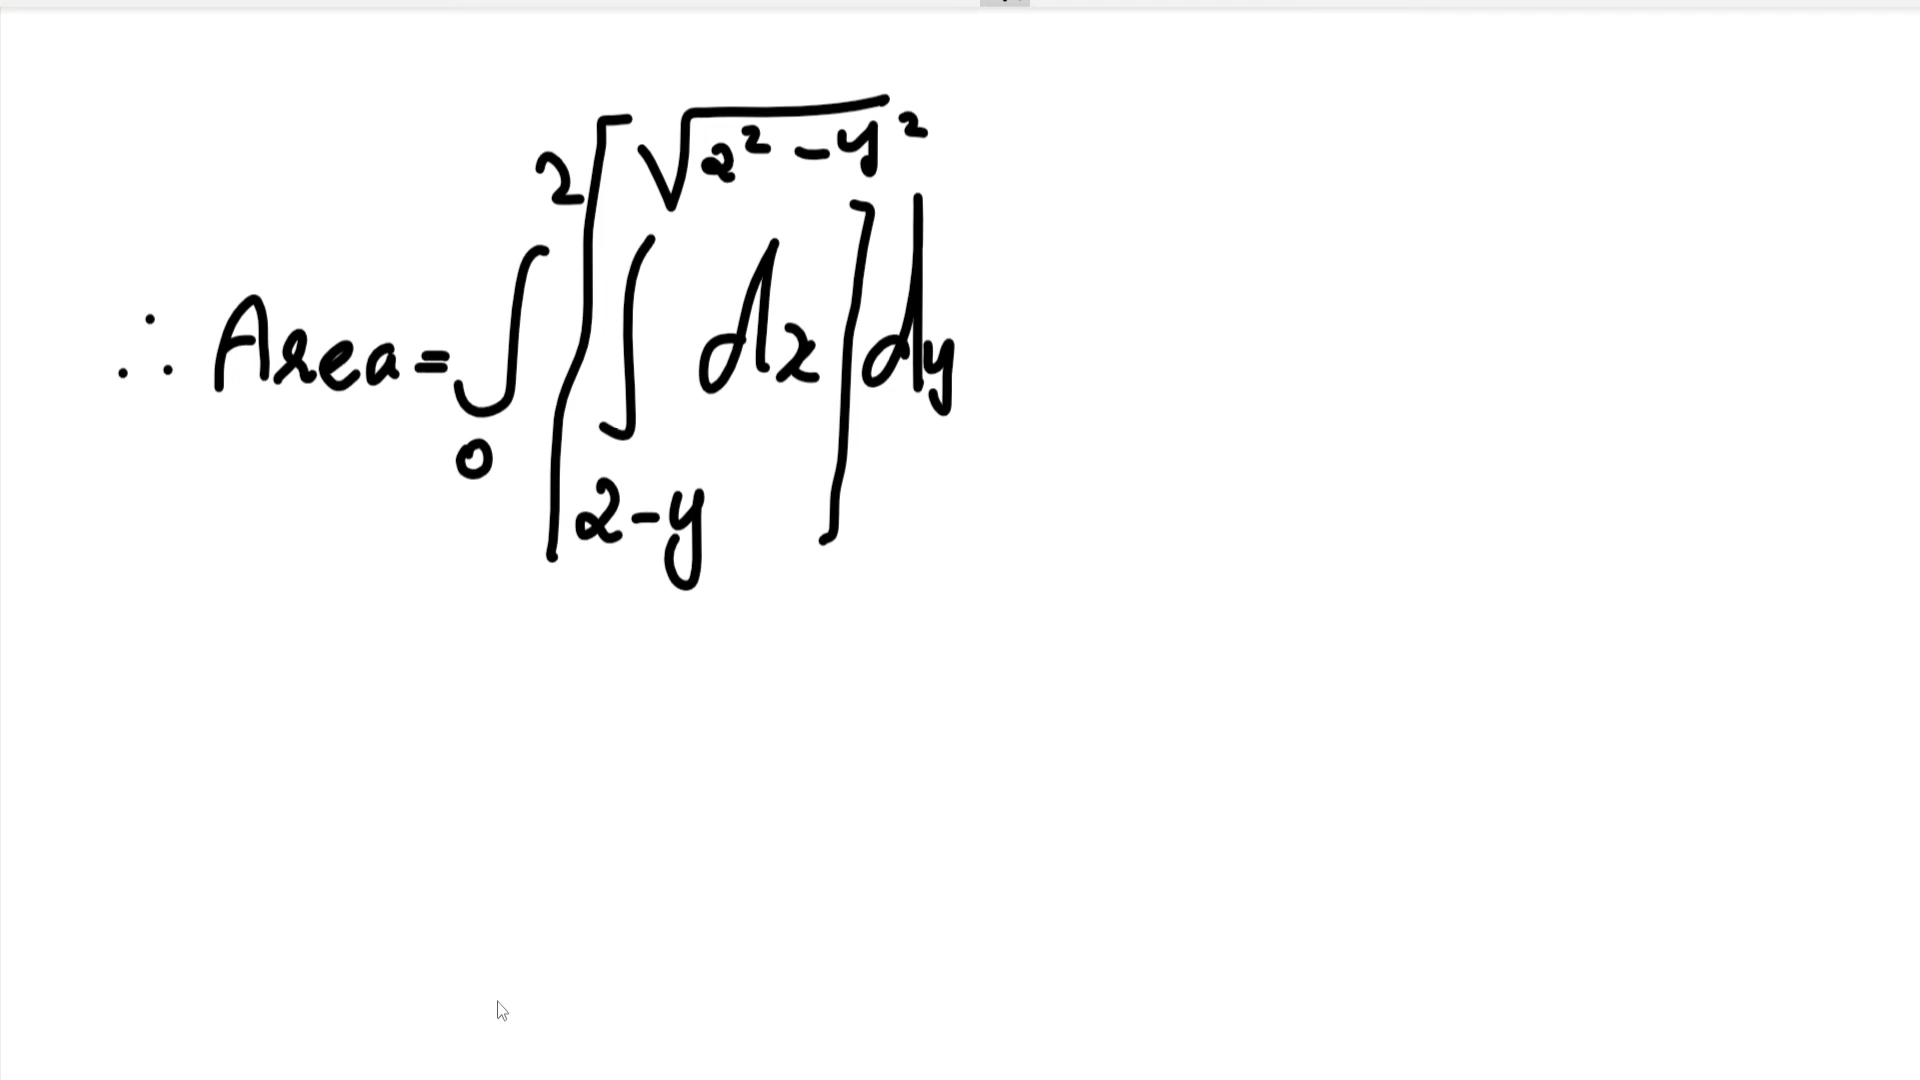 ∴ Area = ∫₀² [ ∫_{2-y}^{√(2²-y²)} dx ] dy